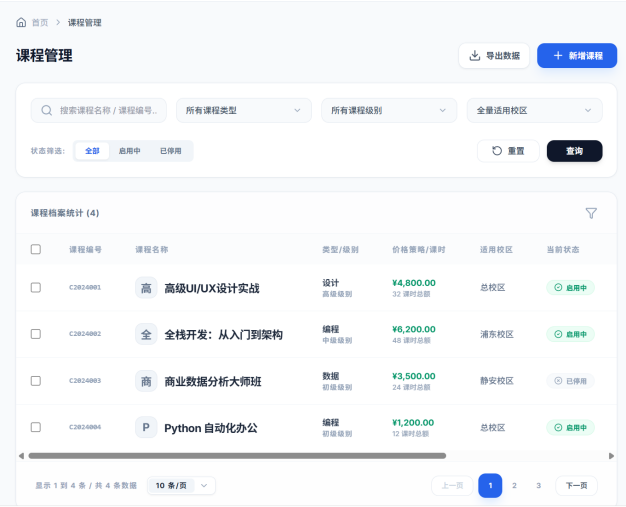 首页 > 课程管理
课程管理
导出数据
+ 新增课程
搜索课程名称 / 课程编号..
所有课程类型
所有课程级别
全量适用校区
状态筛选: 全部 启用中 已停用
重置
查询
课程档案统计 (4)
课程编号 课程名称 类型/级别 价格策略/课时 适用校区 当前状态
C2024001 高 高级UI/UX设计实战 设计 ¥4,800.00 总校区 启用中
高级级别 32 课时总额
C2024002 全 全栈开发：从入门到架构 编程 ¥6,200.00 浦东校区 启用中
中级级别 48 课时总额
C2024003 商 商业数据分析大师班 数据 ¥3,500.00 静安校区 已停用
初级级别 24 课时总额
C2024004 P Python 自动化办公 编程 ¥1,200.00 总校区 启用中
初级级别 12 课时总额
显示 1 到 4 条 / 共 4 条数据 10 条/页 上一页 1 2 3 下一页